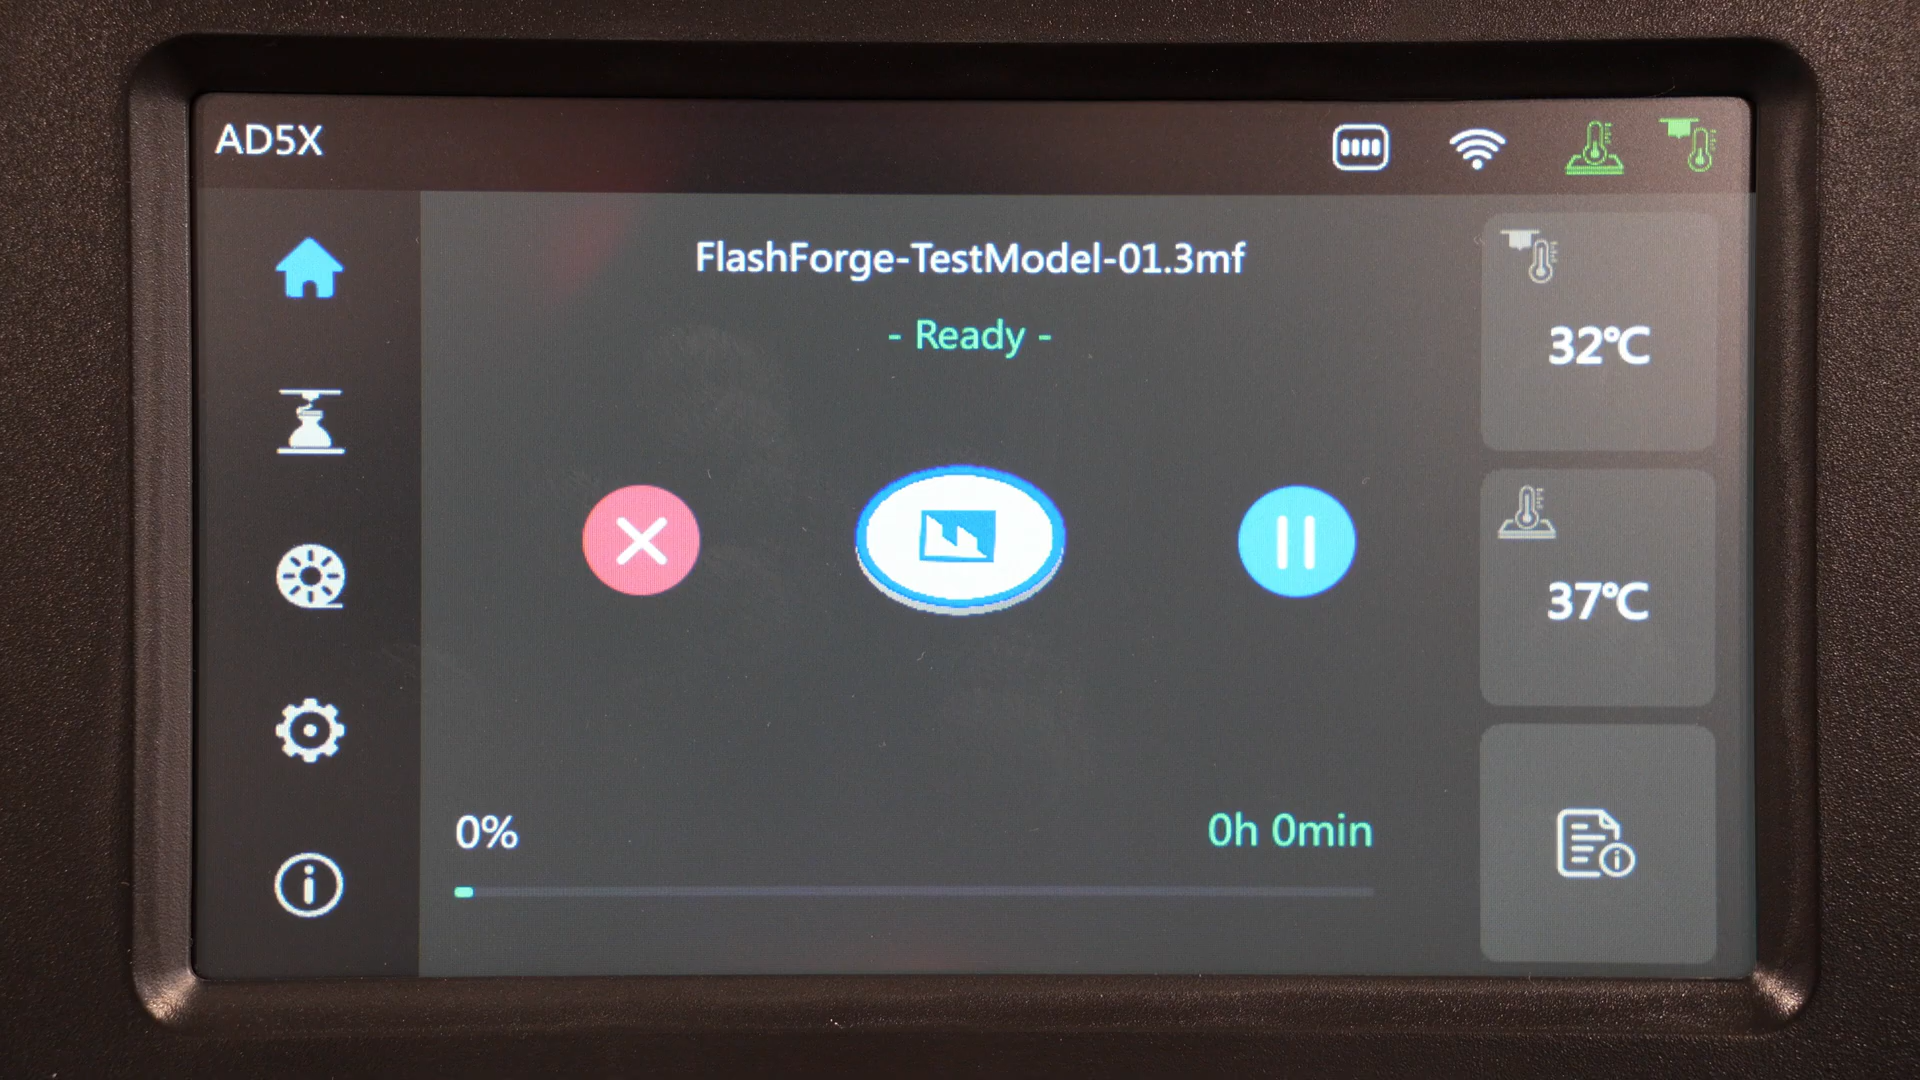 AD5X
FlashForge-TestModel-01.3mf
- Ready -
32℃
37℃
0%
0h 0min